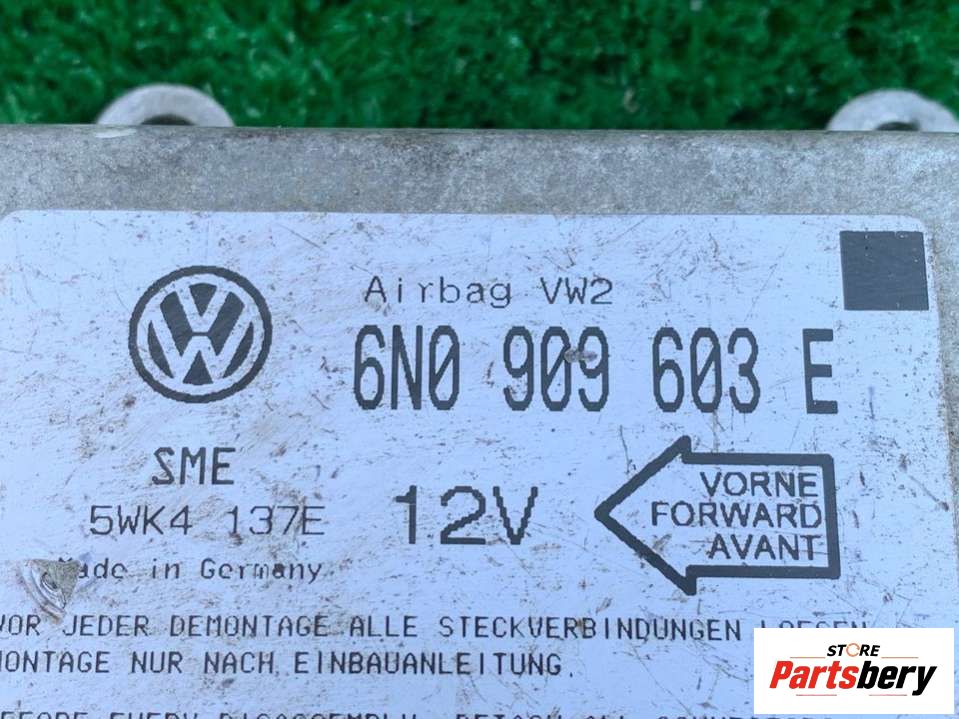 Airbag VW2
6N0 909 603 E
SME
5WK4 137E
12V
VORNE
FORWARD
AVANT
Made in Germany
VOR JEDER DEMONTAGE ALLE STECKVERBINDUNGEN LOESEN
MONTAGE NUR NACH EINBAUANLEITUNG.
STORE
Partsbery